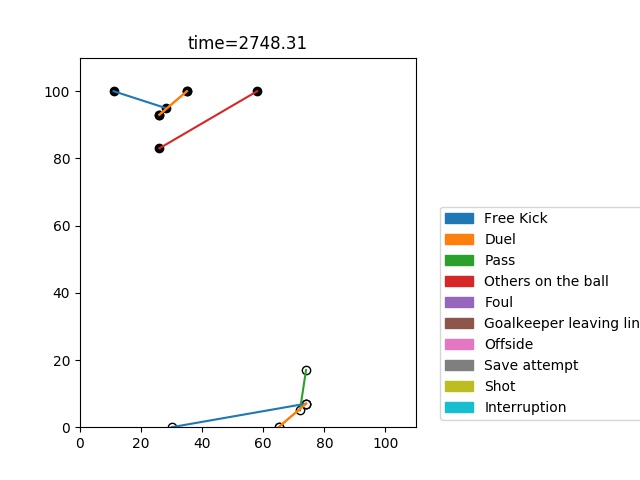 time=2748.31
100
80
60
40
20
0
0 20 40 60 80 100
Free Kick
Duel
Pass
Others on the ball
Foul
Goalkeeper leaving lin
Offside
Save attempt
Shot
Interruption